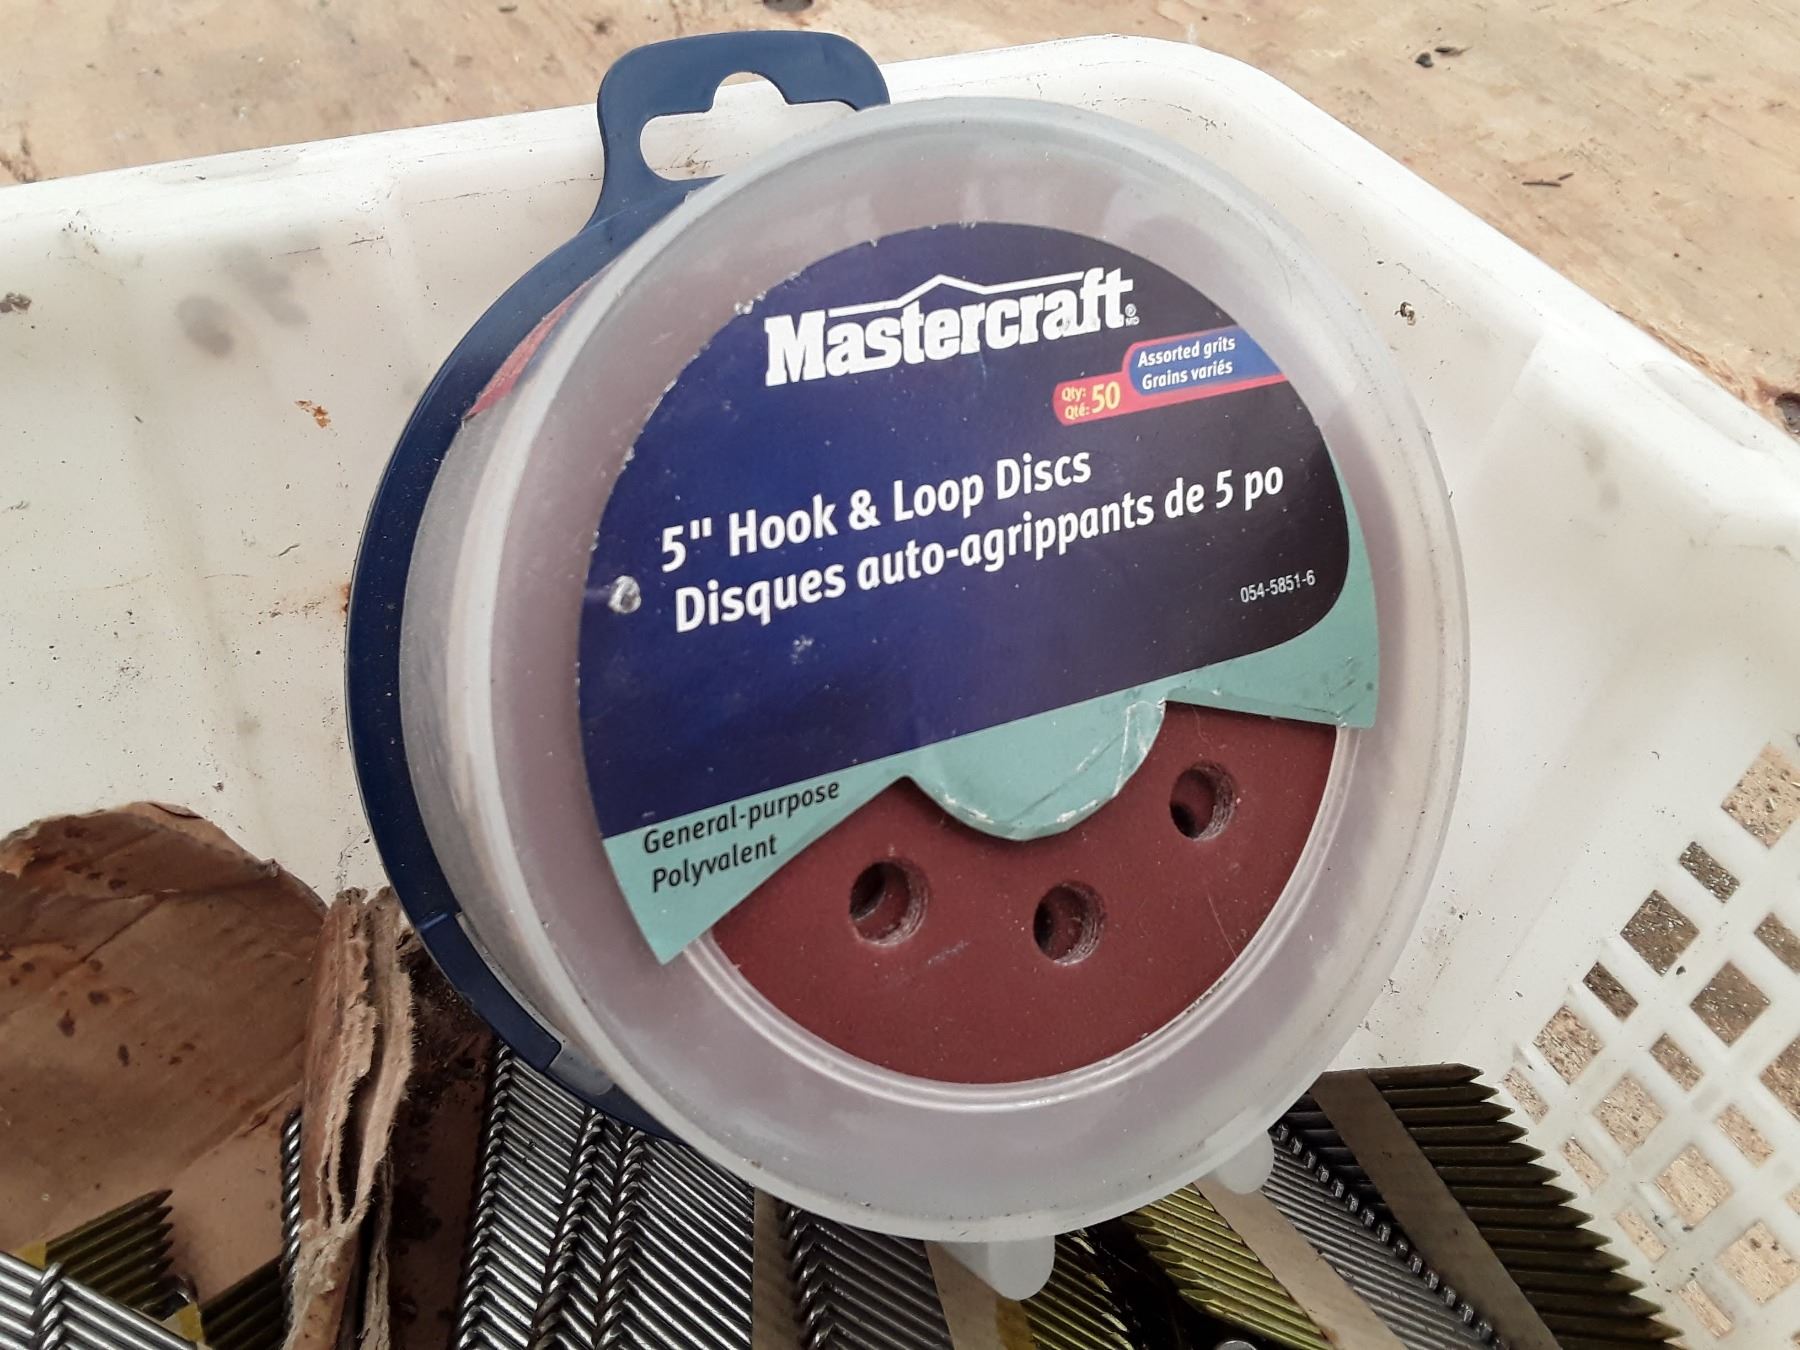 Mastercraft® MD
Assorted grits
Grains variés
Qty:
Qté: 50
5" Hook & Loop Discs
Disques auto-agrippants de 5 po
054-5851-6
General-purpose
Polyvalent